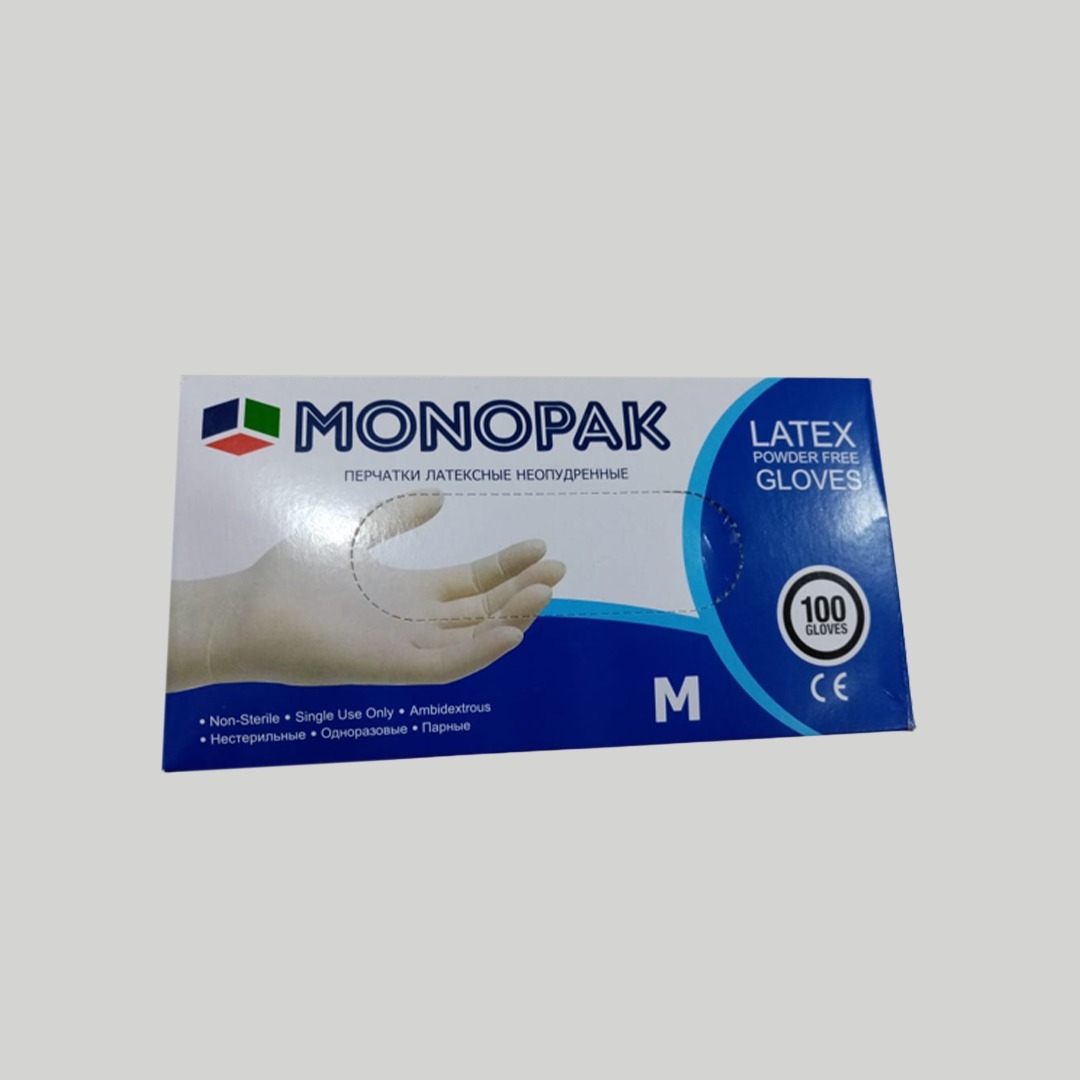 MONOPAK
ПЕРЧАТКИ ЛАТЕКСНЫЕ НЕОПУДРЕННЫЕ
LATEX
POWDER FREE
GLOVES
100
GLOVES
CE
M
• Non-Sterile • Single Use Only • Ambidextrous
• Нестерильные • Одноразовые • Парные